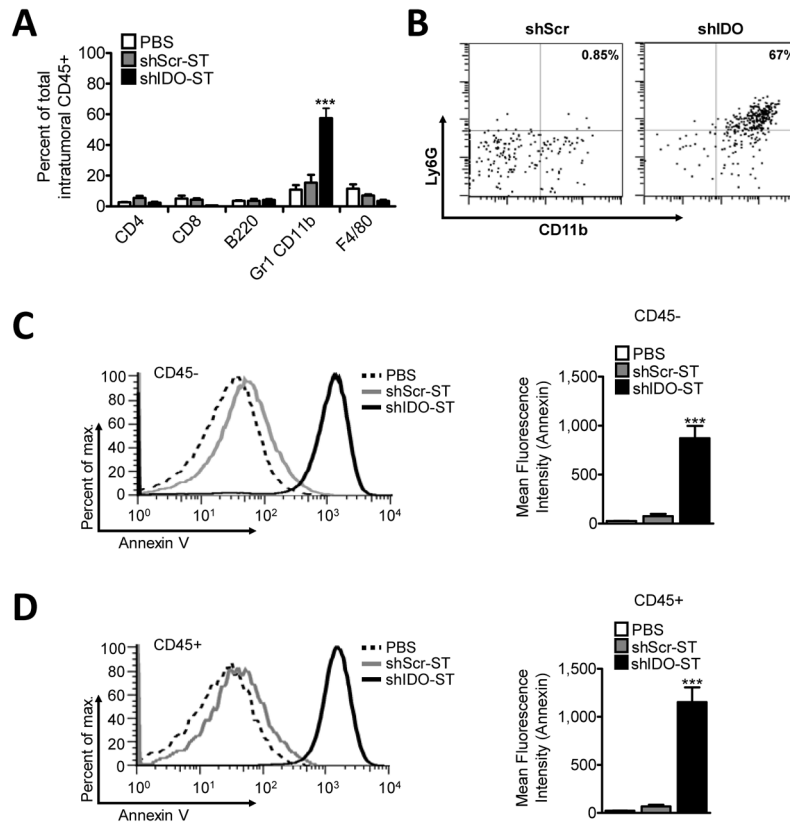 A
PBS
shScr-ST
shIDO-ST
Percent of total
intratumoral CD45+
100
80
60
40
20
0
***
CD4
CD8
B220
Gr1 CD11b
F4/80
B
shScr
shIDO
0.85%
67%
Ly6G
CD11b
C
CD45-
Percent of max.
100
80
60
40
20
0
10⁰
10¹
10²
10³
10⁴
Annexin V
PBS
shScr-ST
shIDO-ST
CD45-
PBS
shScr-ST
shIDO-ST
Mean Fluorescence
Intensity (Annexin)
1,500
1,000
500
0
***
D
CD45+
Percent of max.
100
80
60
40
20
0
10⁰
10¹
10²
10³
10⁴
Annexin V
PBS
shScr-ST
shIDO-ST
CD45+
PBS
shScr-ST
shIDO-ST
Mean Fluorescence
Intensity (Annexin)
1,500
1,000
500
0
***